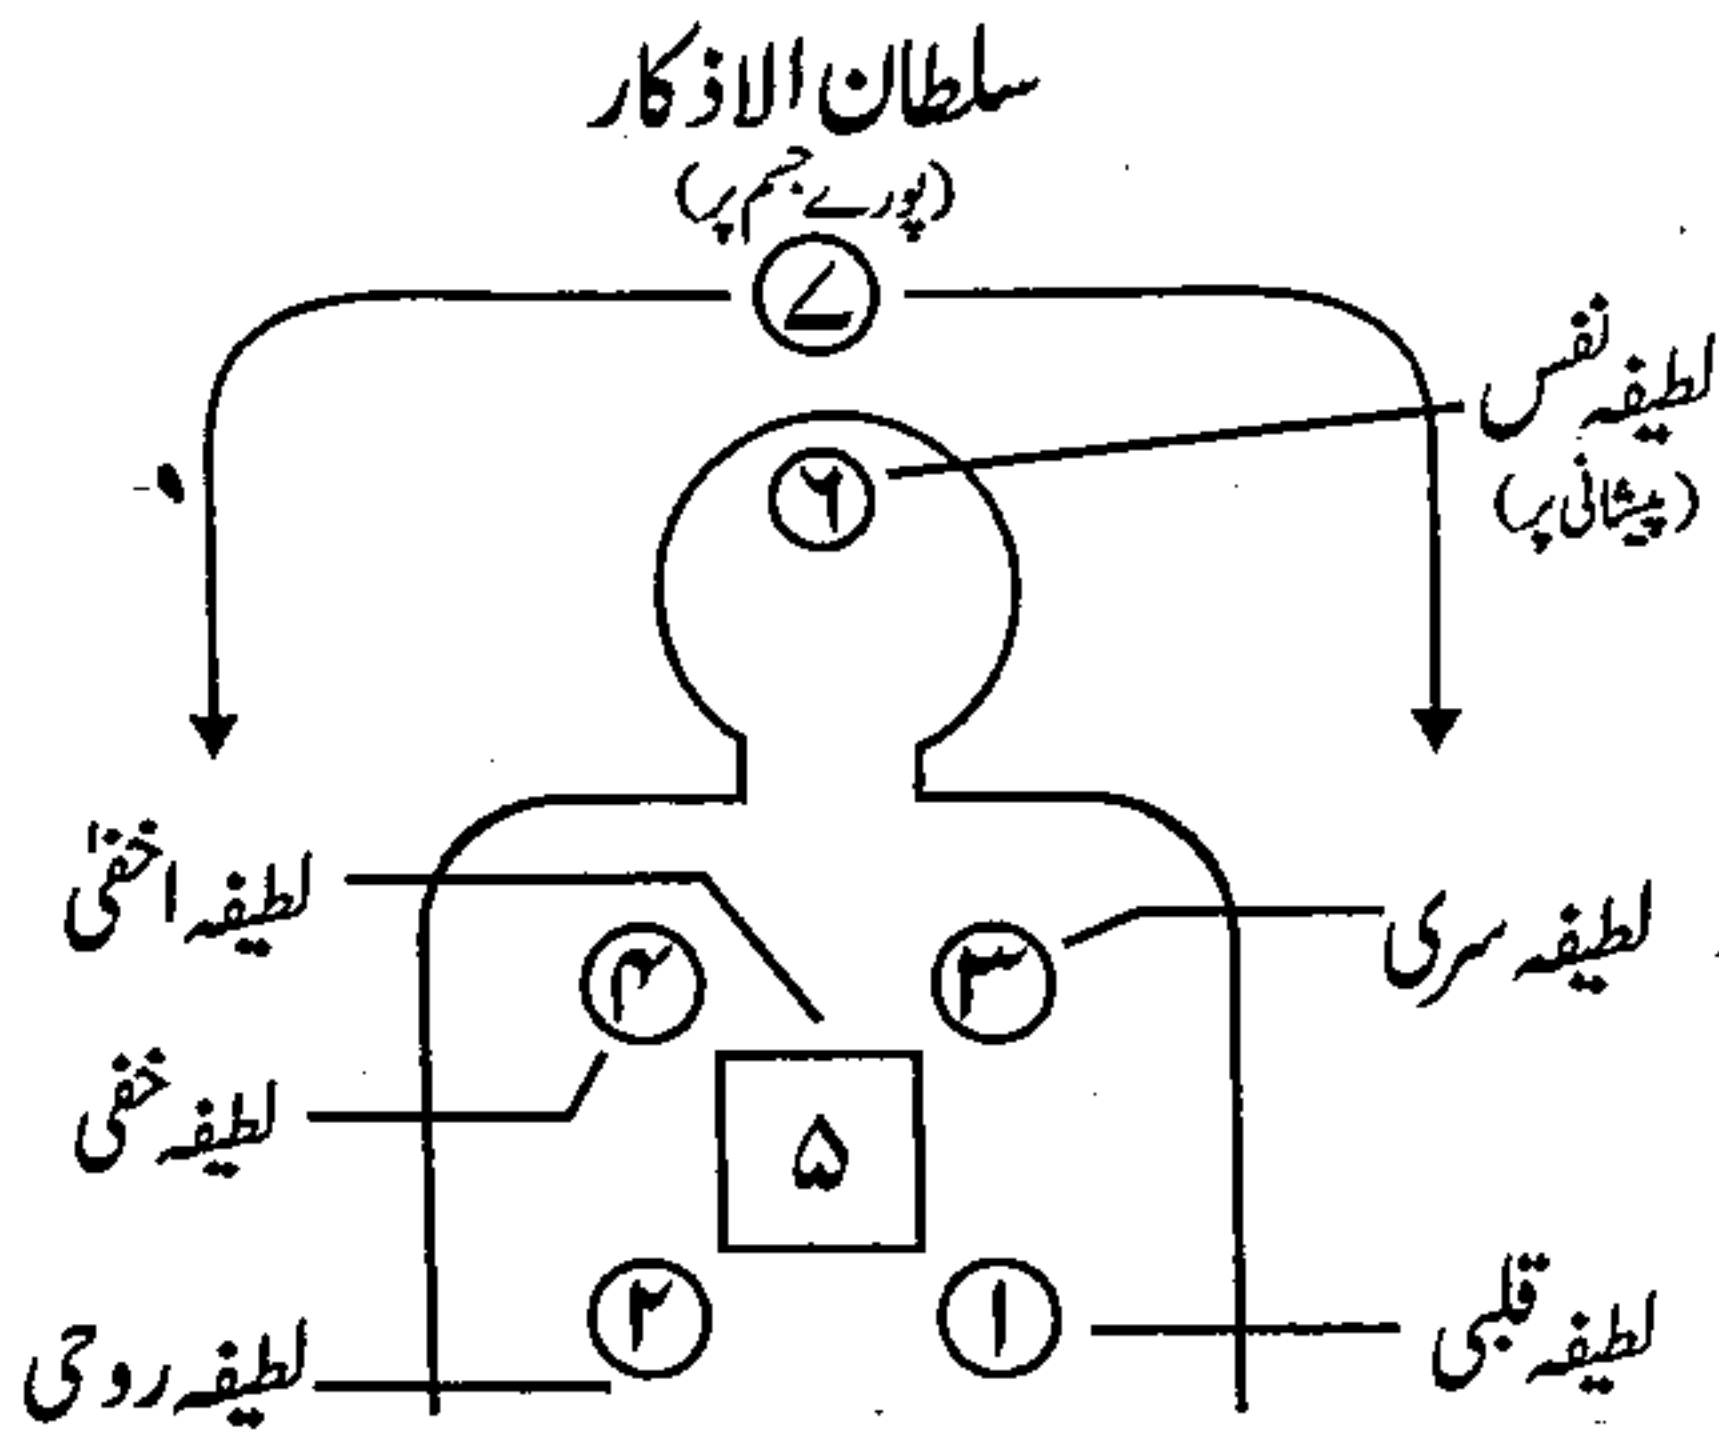 سلطان الاذکار
(پورے جسم پر)
۷
لطیفہ نفس
(پیشانی پر)
۶
لطیفہ اخفیٰ
لطیفہ سری
۴
۳
لطیفہ خفی
۵
لطیفہ قلبی
۱
۲
لطیفہ روحی